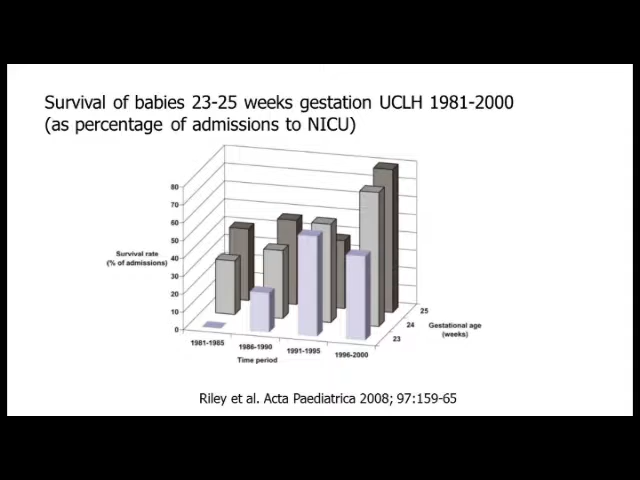 Survival of babies 23-25 weeks gestation UCLH 1981-2000
(as percentage of admissions to NICU)
80
70
60
50
40
30
20
10
0
Survival rate
(% of admissions)
1981-1985
1986-1990
1991-1995
1996-2000
Time period
23
24
25
Gestational age
(weeks)
Riley et al. Acta Paediatrica 2008; 97:159-65